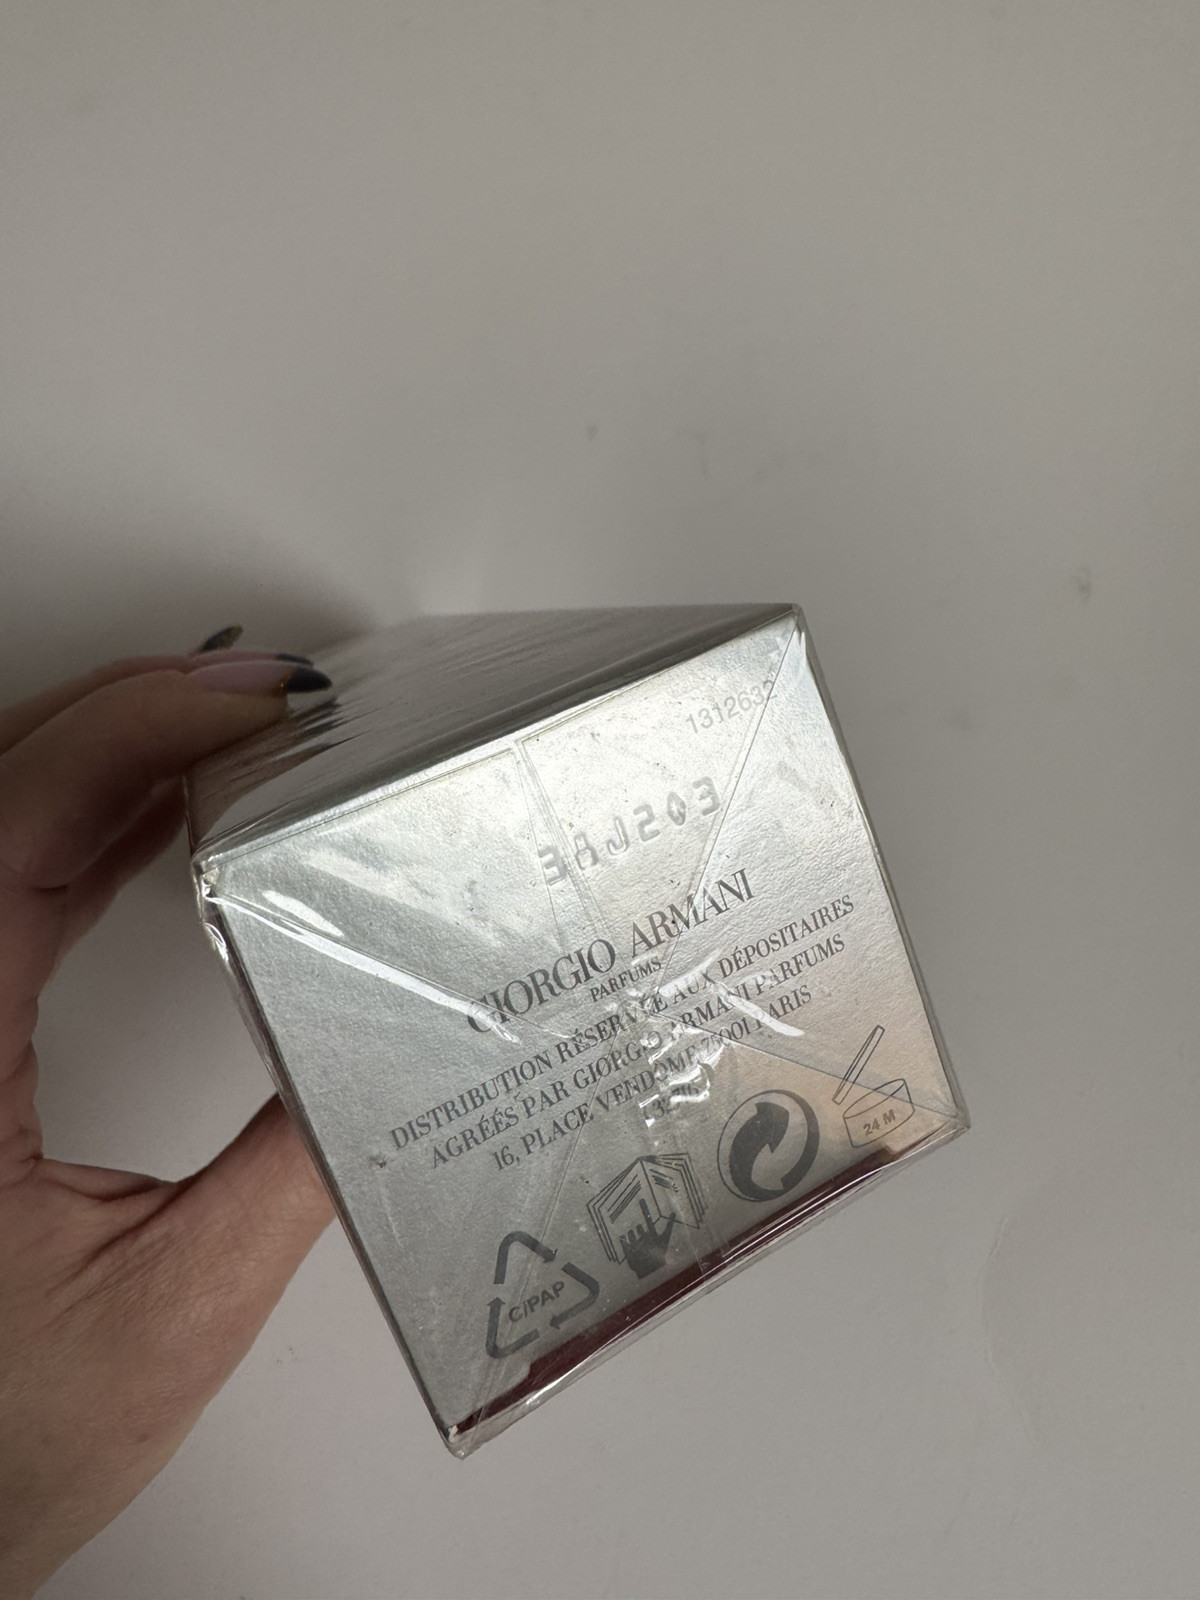 1312632
GIORGIO ARMANI
PARFUMS
DISTRIBUTION RÉSERVÉE AUX DÉPOSITAIRES
AGRÉÉS PAR GIORGIO ARMANI PARFUMS
16, PLACE VENDOME 75001 PARIS
24 M
C/PAP